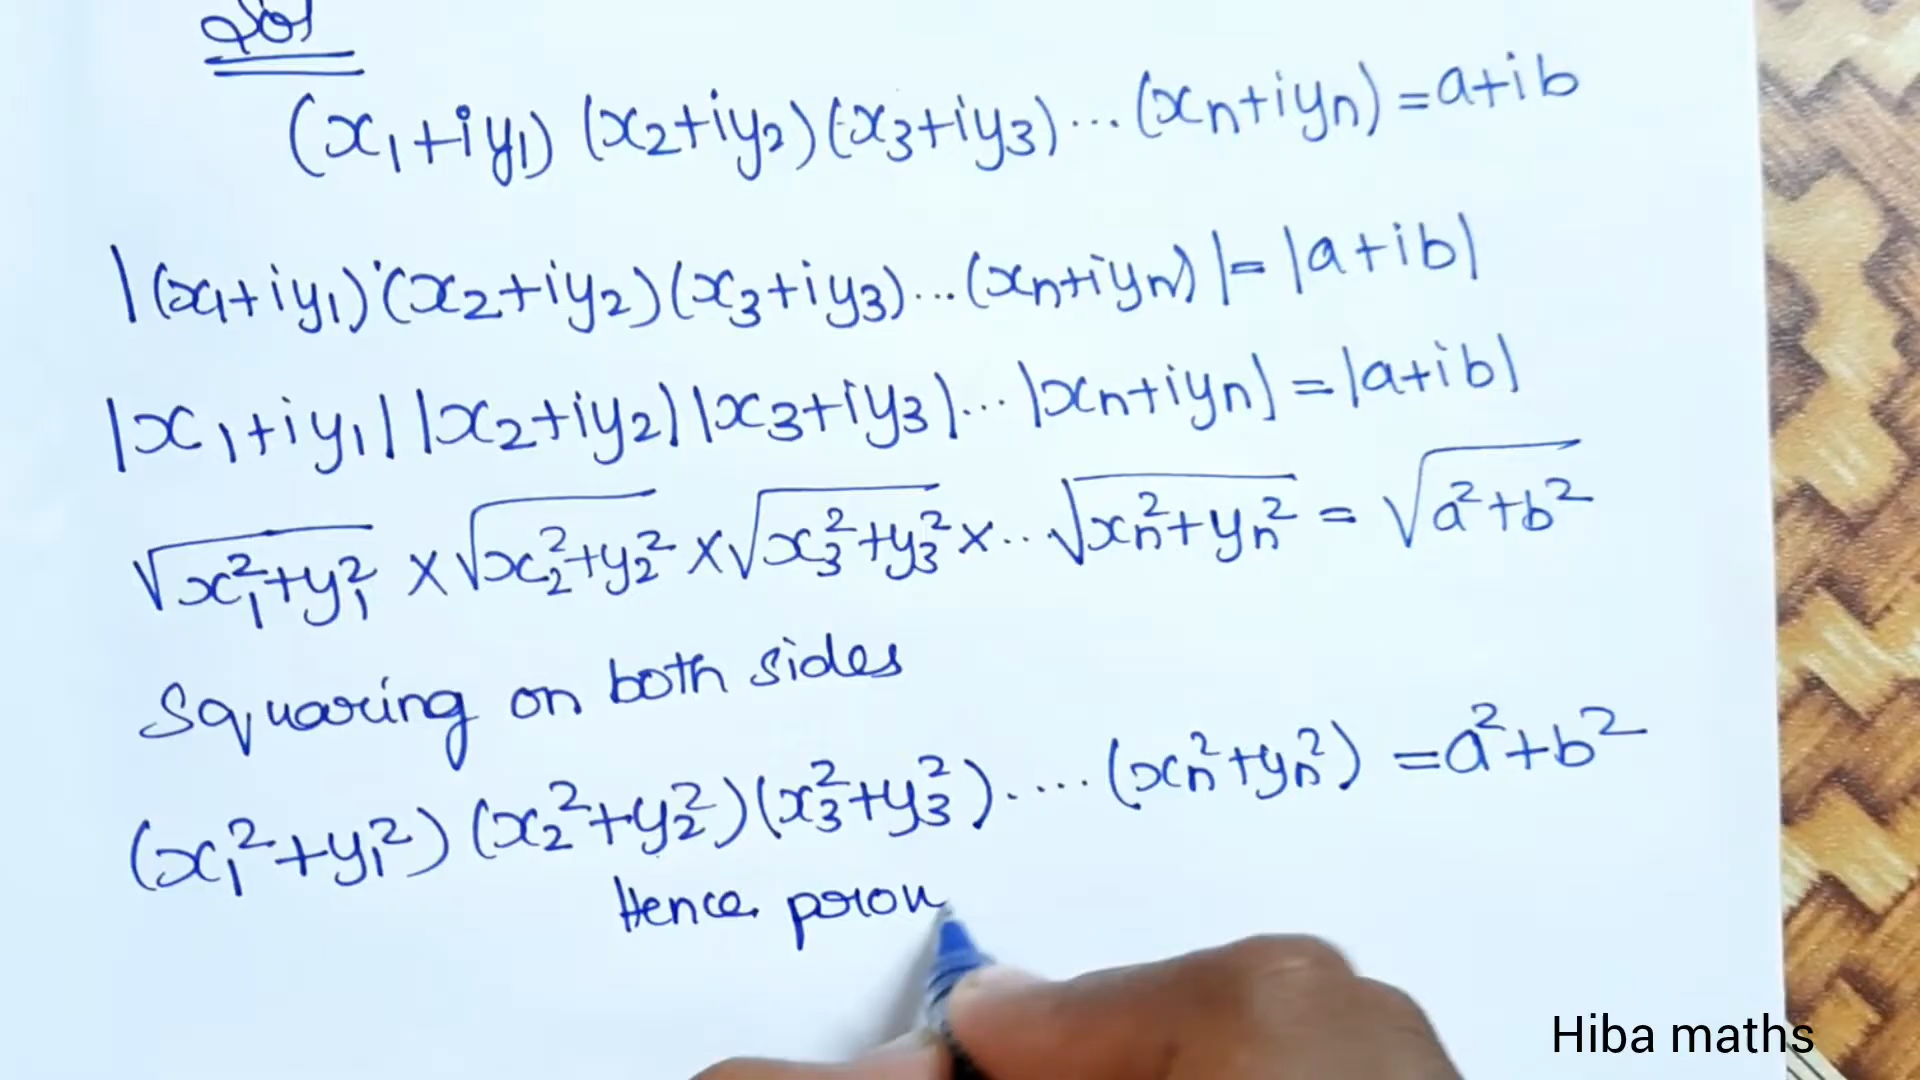 Sol
(x₁+iy₁) (x₂+iy₂)(x₃+iy₃)...(xn+iyn)=a+ib
|(x₁+iy₁)(x₂+iy₂)(x₃+iy₃)...(xn+iyn)|=|a+ib|
|x₁+iy₁||x₂+iy₂||x₃+iy₃|...|xn+iyn|=|a+ib|
√x₁²+y₁² × √x₂²+y₂² × √x₃²+y₃² ×...√xn²+yn² = √a²+b²
Squaring on both sides
(x₁²+y₁²)(x₂²+y₂²)(x₃²+y₃²)....(xn²+yn²) =a²+b²
Hence prov
Hiba maths